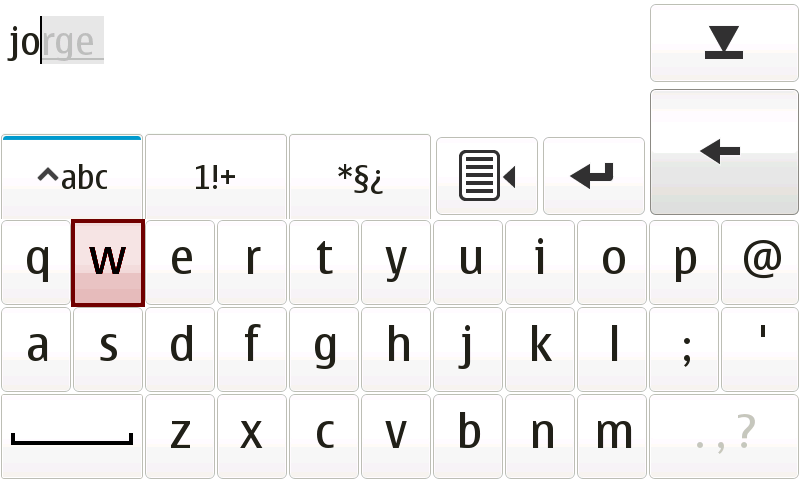 jorge
^abc 1!+ *§¿
q w e r t y u i o p @
a s d f g h j k l ; '
z x c v b n m . , ?